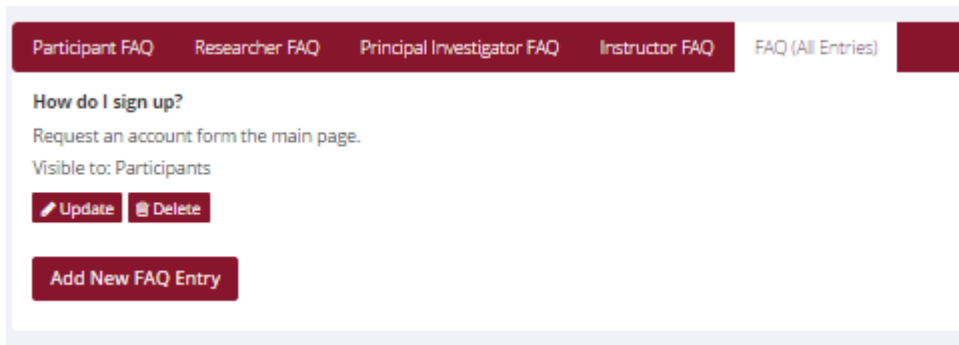 Participant FAQ Researcher FAQ Principal Investigator FAQ Instructor FAQ FAQ (All Entries)
How do I sign up?
Request an account form the main page.
Visible to: Participants
Update Delete
Add New FAQ Entry